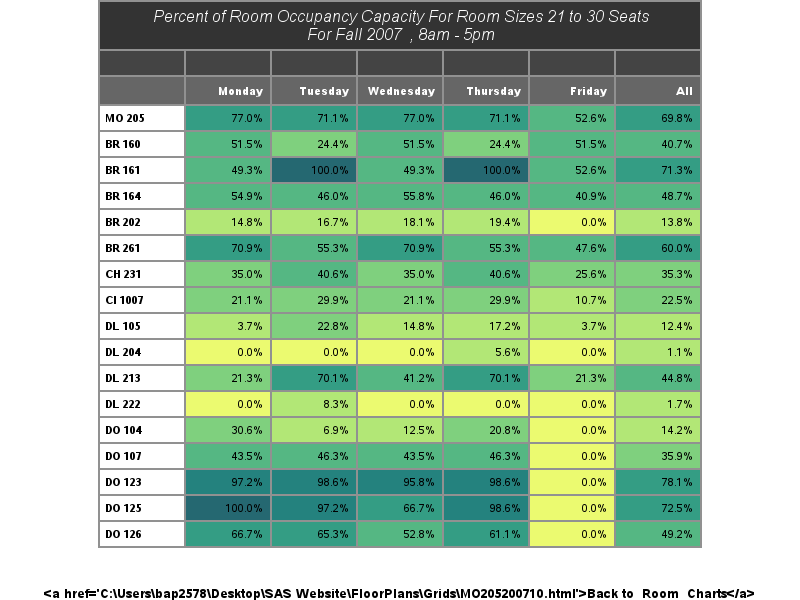 Percent of Room Occupancy Capacity For Room Sizes 21 to 30 Seats
For Fall 2007 , 8am - 5pm
Monday Tuesday Wednesday Thursday Friday All
MO 205 77.0% 71.1% 77.0% 71.1% 52.6% 69.8%
BR 160 51.5% 24.4% 51.5% 24.4% 51.5% 40.7%
BR 161 49.3% 100.0% 49.3% 100.0% 52.6% 71.3%
BR 164 54.9% 46.0% 55.8% 46.0% 40.9% 48.7%
BR 202 14.8% 16.7% 18.1% 19.4% 0.0% 13.8%
BR 261 70.9% 55.3% 70.9% 55.3% 47.6% 60.0%
CH 231 35.0% 40.6% 35.0% 40.6% 25.6% 35.3%
CI 1007 21.1% 29.9% 21.1% 29.9% 10.7% 22.5%
DL 105 3.7% 22.8% 14.8% 17.2% 3.7% 12.4%
DL 204 0.0% 0.0% 0.0% 5.6% 0.0% 1.1%
DL 213 21.3% 70.1% 41.2% 70.1% 21.3% 44.8%
DL 222 0.0% 8.3% 0.0% 0.0% 0.0% 1.7%
DO 104 30.6% 6.9% 12.5% 20.8% 0.0% 14.2%
DO 107 43.5% 46.3% 43.5% 46.3% 0.0% 35.9%
DO 123 97.2% 98.6% 95.8% 98.6% 0.0% 78.1%
DO 125 100.0% 97.2% 66.7% 98.6% 0.0% 72.5%
DO 126 66.7% 65.3% 52.8% 61.1% 0.0% 49.2%
<a href='C:\Users\bap2578\Desktop\SAS Website\FloorPlans\Grids\MO205200710.html'>Back to Room Charts</a>